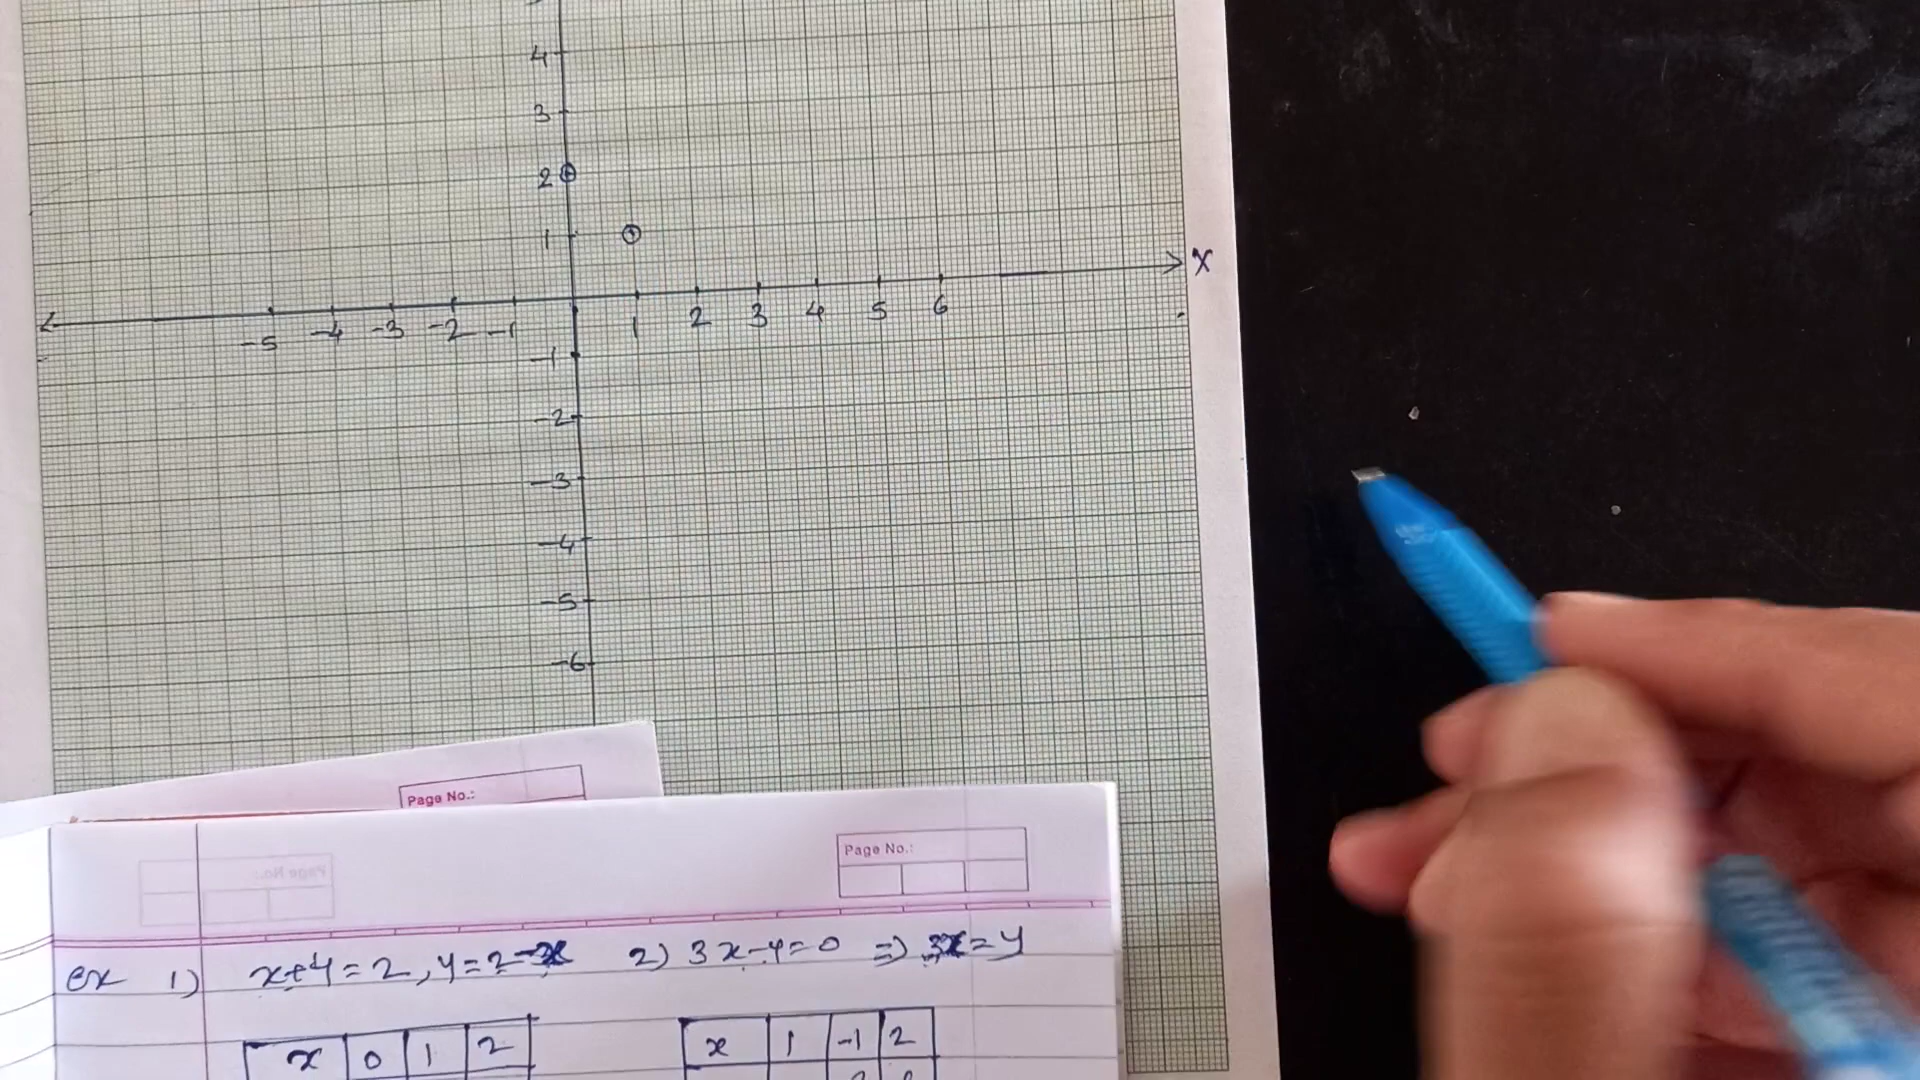 4
3
2
1
X
-5 -4 -3 -2 -1 1 2 3 4 5 6
-1
-2
-3
-4
-5
-6
Page No.:
Page No.:
ex 1) x+y=2, y=2-x 2) 3x-y=0 => 3x=y
x 0 1 2
x 1 -1 2